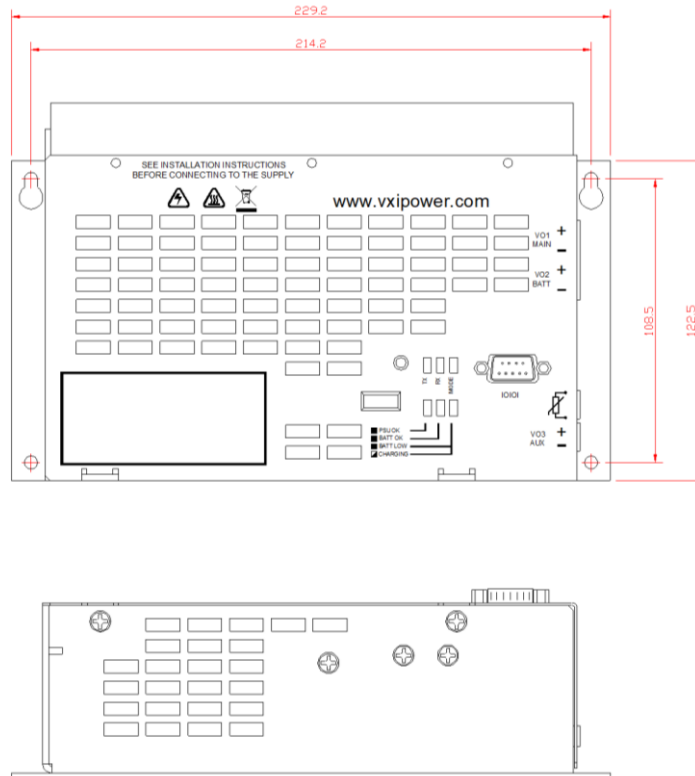 229.2
214.2
SEE INSTALLATION INSTRUCTIONS
BEFORE CONNECTING TO THE SUPPLY
www.vxipower.com
VO1 +
MAIN -
VO2 +
BATT -
108.5
122.5
TX
RX
MODE
IOIOI
PSU OK
BATT OK
BATT LOW
CHARGING
VO3 +
AUX -